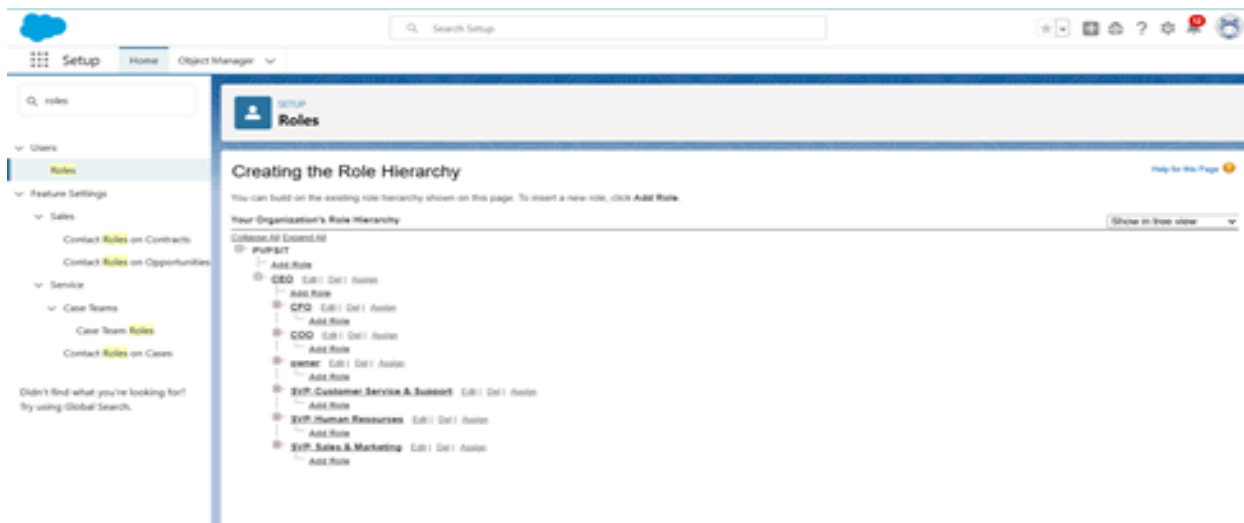 Search Setup
12
Setup Home Object Manager
roles
Users
Roles
Feature Settings
Sales
Contact Roles on Contracts
Contact Roles on Opportunities
Service
Case Teams
Case Team Roles
Contact Roles on Cases
Didn't find what you're looking for?
Try using Global Search.
SETUP
Roles
Creating the Role Hierarchy
Help for this Page
You can build on the existing role hierarchy shown on this page. To insert a new role, click Add Role.
Your Organization's Role Hierarchy
Show in tree view
Collapse All Expand All
PVPSIT
Add Role
CEO Edit | Del | Assign
Add Role
CFO Edit | Del | Assign
Add Role
COO Edit | Del | Assign
Add Role
owner Edit | Del | Assign
Add Role
SVP, Customer Service & Support Edit | Del | Assign
Add Role
SVP, Human Resources Edit | Del | Assign
Add Role
SVP, Sales & Marketing Edit | Del | Assign
Add Role